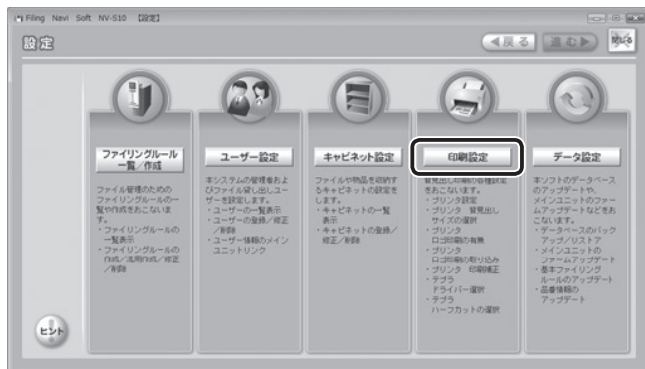 Filing Navi Soft NV-S10 【設定】
設定
◀戻る
進む▶
閉じる
ファイリングルール
一覧/作成
ファイル管理のための
ファイリングルールの一
覧や作成をおこないま
す。
・ファイリングルールの
一覧表示
・ファイリングルールの
作成/流用作成/修正
/削除
ユーザー設定
本システムの管理者およ
びファイル貸し出しユー
ザーを設定します。
・ユーザーの一覧表示
・ユーザーの登録/修正
/削除
・ユーザー情報のメイン
ユニットリンク
キャビネット設定
ファイルや物品を収納す
るキャビネットの設定を
します。
・キャビネットの一覧
表示
・キャビネットの登録/
修正/削除
印刷設定
背見出し印刷の各種設定
をおこないます。
・プリンタ設定
・プリンタ 背見出し
サイズの選択
・プリンタ
ロゴ印刷の有無
・プリンタ
ロゴ印刷の取り込み
・プリンタ 印刷補正
・テプラ
ドライバー選択
・テプラ
ハーフカットの選択
データ設定
本ソフトのデータベース
のアップデートや、
メインユニットのファー
ムアップデートなどをお
こないます。
・データベースのバック
アップ/リストア
・メインユニットの
ファームアップデート
・基本ファイリング
ルールのアップデート
・品番情報の
アップデート
ヒント